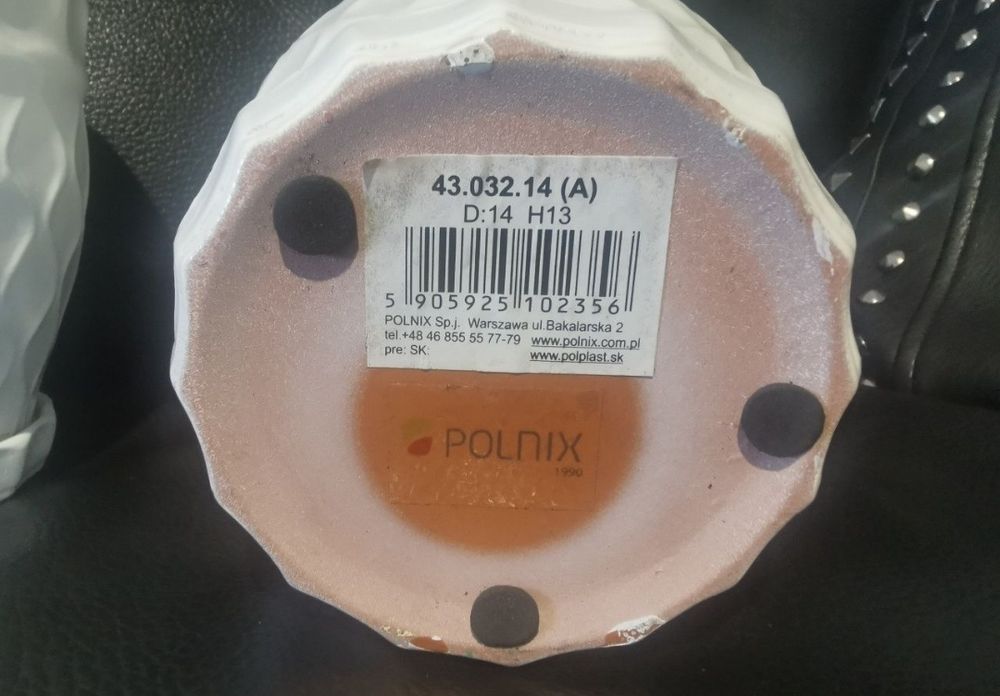 43.032.14 (A)
D:14 H13
5 905925 102356
POLNIX Sp.j. Warszawa ul.Bakalarska 2
tel.+48 46 855 55 77-79 www.polnix.com.pl
pre: SK: www.polplast.sk
POLNIX
1990